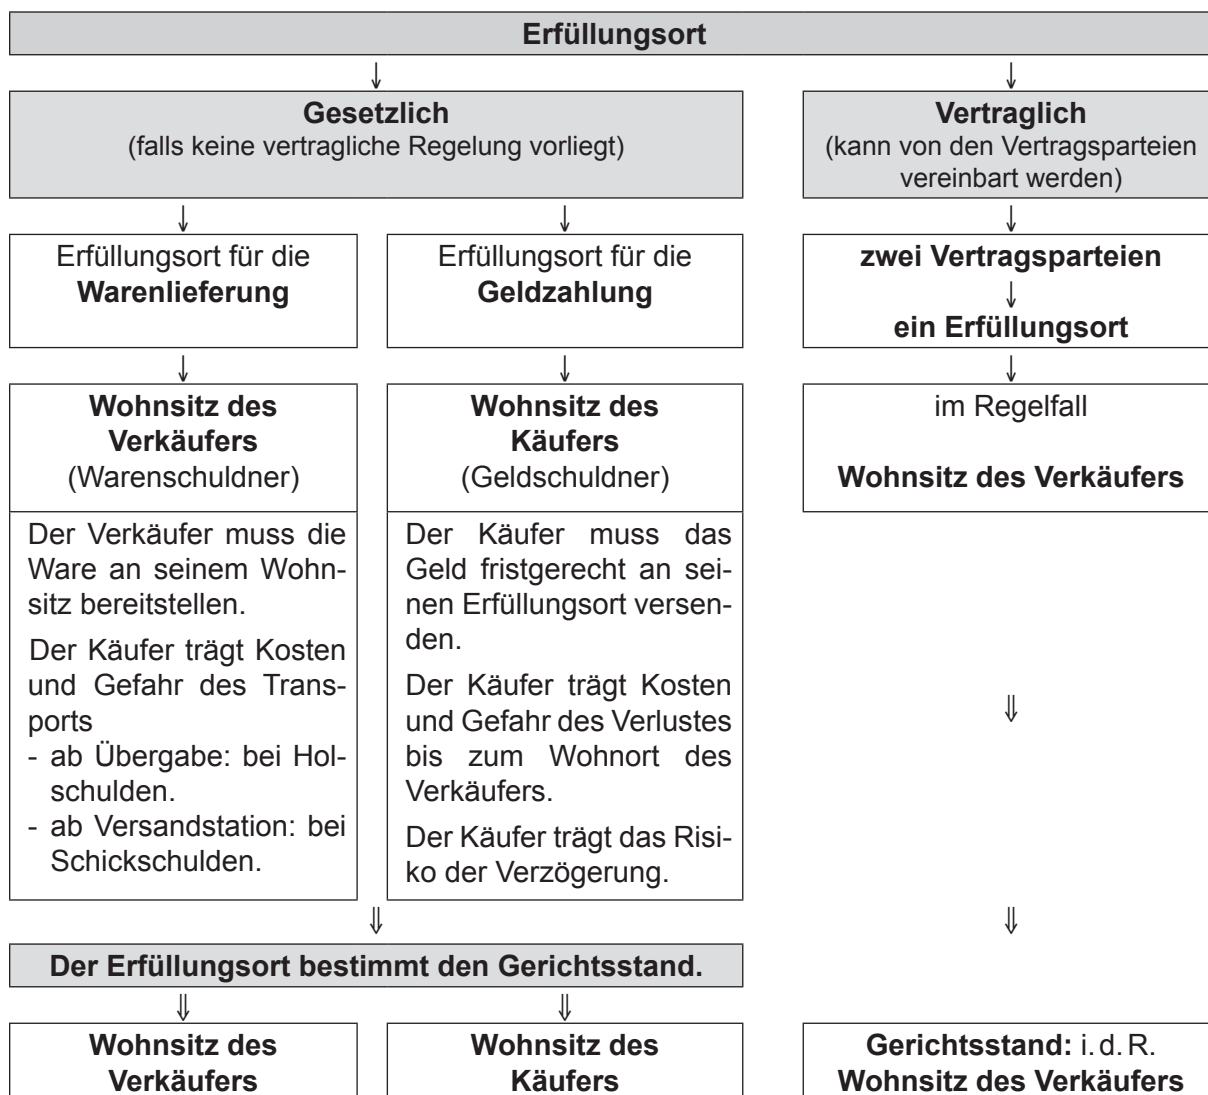 Erfüllungsort
Gesetzlich
(falls keine vertragliche Regelung vorliegt)
Vertraglich
(kann von den Vertragsparteien
vereinbart werden)
Erfüllungsort für die
Warenlieferung
Erfüllungsort für die
Geldzahlung
zwei Vertragsparteien
ein Erfüllungsort
Wohnsitz des
Verkäufers
(Warenschuldner)
Wohnsitz des
Käufers
(Geldschuldner)
im Regelfall
Wohnsitz des Verkäufers
Der Verkäufer muss die
Ware an seinem Wohn-
sitz bereitstellen.
Der Käufer trägt Kosten
und Gefahr des Trans-
ports
- ab Übergabe: bei Hol-
schulden.
- ab Versandstation: bei
Schickschulden.
Der Käufer muss das
Geld fristgerecht an sei-
nen Erfüllungsort versen-
den.
Der Käufer trägt Kosten
und Gefahr des Verlustes
bis zum Wohnort des
Verkäufers.
Der Käufer trägt das Risi-
ko der Verzögerung.
Der Erfüllungsort bestimmt den Gerichtsstand.
Wohnsitz des
Verkäufers
Wohnsitz des
Käufers
Gerichtsstand: i. d. R.
Wohnsitz des Verkäufers